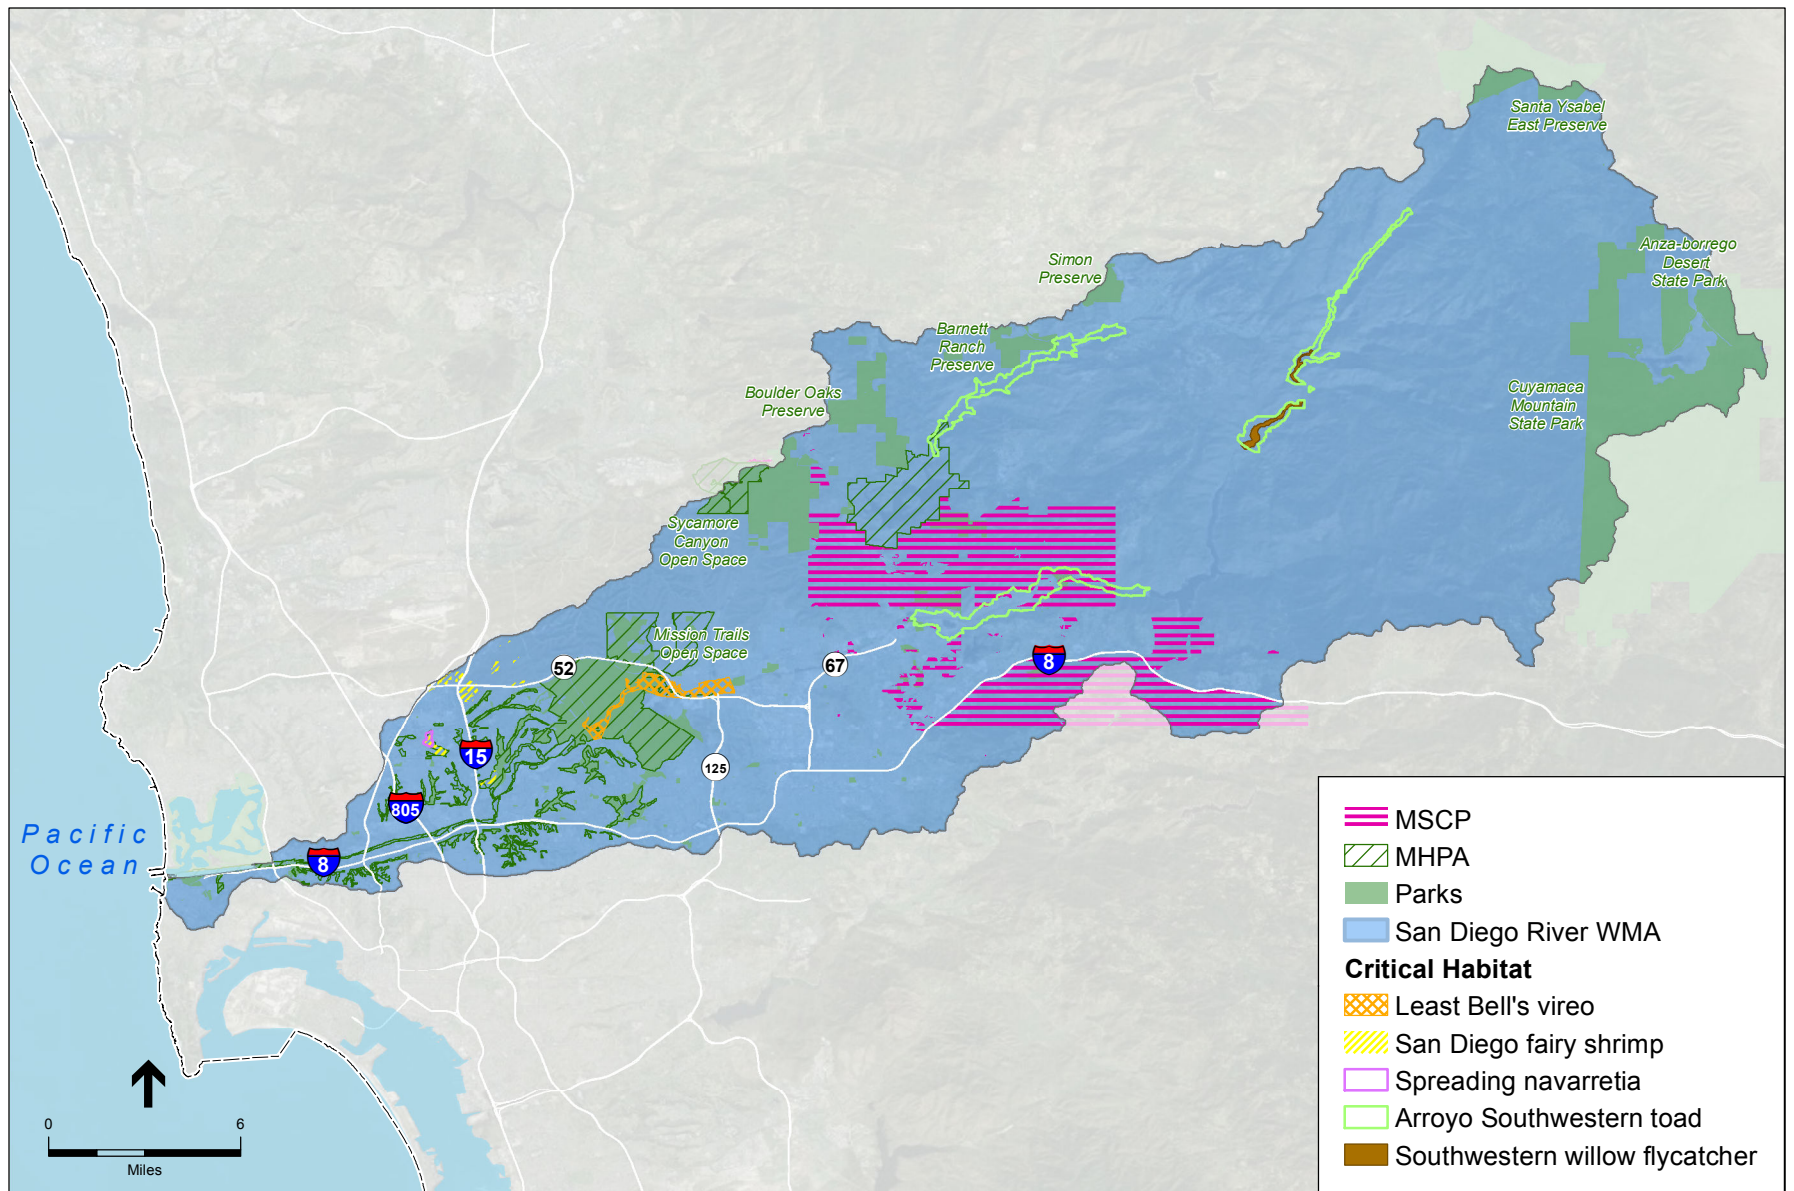 Santa Ysabel
East Preserve
Anza-borrego
Desert
State Park
Simon
Preserve
Barnett
Ranch
Preserve
Boulder Oaks
Preserve
Cuyamaca
Mountain
State Park
Sycamore
Canyon
Open Space
Mission Trails
Open Space
52
67
8
15
125
805
8
Pacific
Ocean
MSCP
MHPA
Parks
San Diego River WMA
Critical Habitat
Least Bell's vireo
San Diego fairy shrimp
Spreading navarretia
Arroyo Southwestern toad
Southwestern willow flycatcher
0 6
Miles